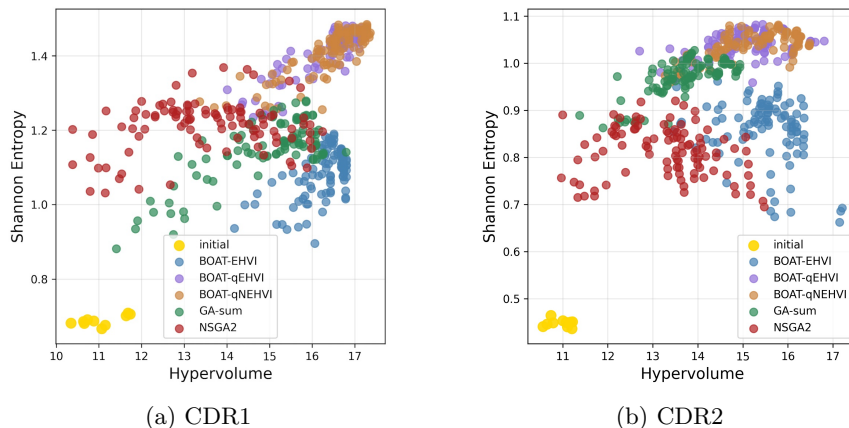 1.4
1.2
1.0
0.8
Shannon Entropy
initial
BOAT-EHVI
BOAT-qEHVI
BOAT-qNEHVI
GA-sum
NSGA2
10 11 12 13 14 15 16 17
Hypervolume
(a) CDR1
1.1
1.0
0.9
0.8
0.7
0.6
0.5
Shannon Entropy
initial
BOAT-EHVI
BOAT-qEHVI
BOAT-qNEHVI
GA-sum
NSGA2
11 12 13 14 15 16 17
Hypervolume
(b) CDR2